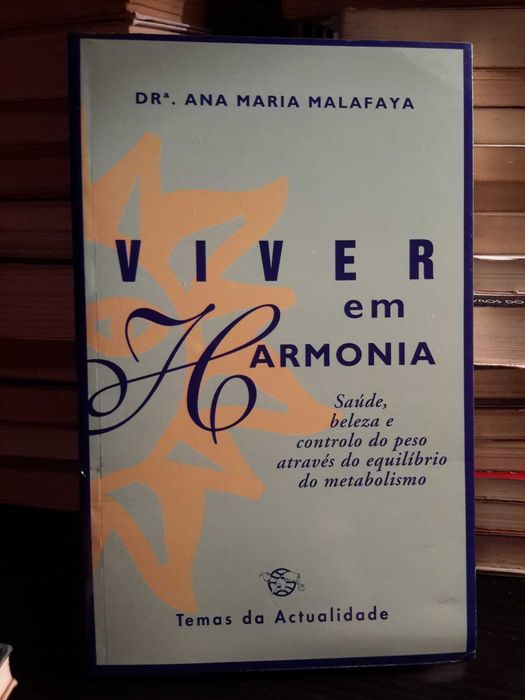 DRª. ANA MARIA MALAFAYA
VIVER
em
HARMONIA
Saúde,
beleza e
controlo do peso
através do equilíbrio
do metabolismo
Temas da Actualidade